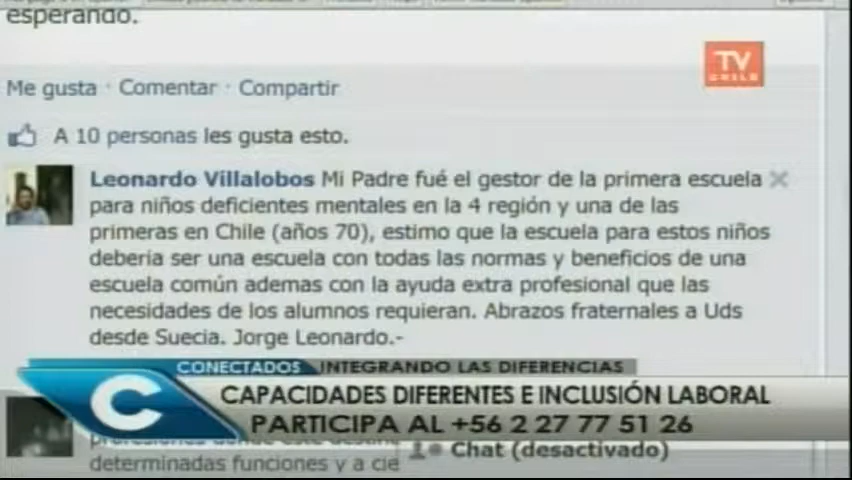 esperando.
TV
CHILE
Me gusta · Comentar · Compartir
A 10 personas les gusta esto.
Leonardo Villalobos Mi Padre fué el gestor de la primera escuela
para niños deficientes mentales en la 4 región y una de las
primeras en Chile (años 70), estimo que la escuela para estos niños
debería ser una escuela con todas las normas y beneficios de una
escuela común ademas con la ayuda extra profesional que las
necesidades de los alumnos requieran. Abrazos fraternales a Uds
desde Suecia. Jorge Leonardo.-
CONECTADOS INTEGRANDO LAS DIFERENCIAS
C
CAPACIDADES DIFERENTES E INCLUSIÓN LABORAL
PARTICIPA AL +56 2 27 77 51 26
Chat (desactivado)
determinadas funciones y a cie